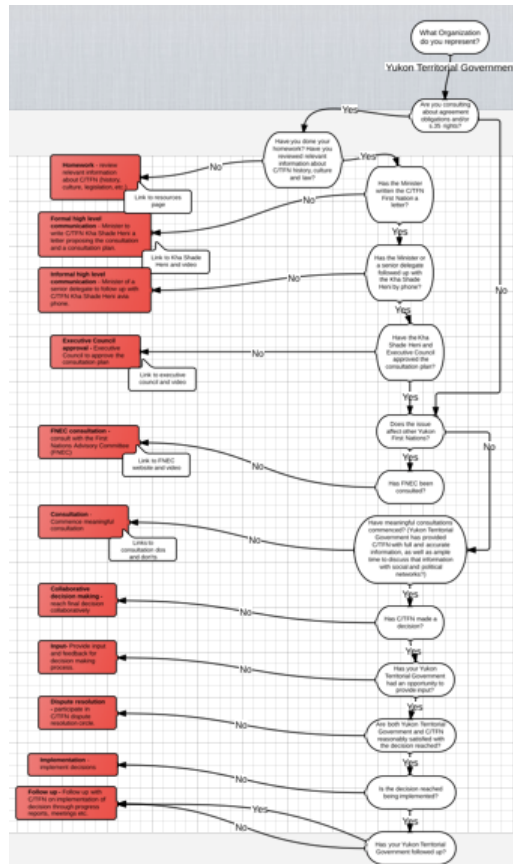 What Organization
do you represent?
Yukon Territorial Government
Are you consulting
about agreement
obligations and/or
s.35 rights?
Yes
No
Have you done your
homework? Have you
reviewed relevant
information about
C/TFN history, culture
and law?
No
Yes
Homework - review
relevant information
about C/TFN (history,
culture, legislation, etc.)
Link to resources
page
Has the Minister
written the C/TFN
First Nation a
letter?
No
Yes
Formal high level
communication - Minister to
write C/TFN Kha Shade Heni a
letter proposing the consultation
and a consultation plan.
Link to Kha Shade
Heni and video
Has the Minister or
a senior delegate
followed up with
the Kha Shade
Heni by phone?
No
Yes
Informal high level
communication - Minister of a
senior delegate to follow up with
C/TFN Kha Shade Heni
phone.
Have the Kha
Shade Heni and
Executive Council
approved the
consultation plan?
No
Yes
Executive Council
approval - Executive
Council to approve the
consultation plan
Link to executive
council and video
Does the issue
affect other Yukon
First Nations?
Yes
No
FNEC consultation -
consult with the First
Nations Advisory Committee
(FNEC)
Link to FNEC
website and video
Has FNEC been
consulted?
No
Consultation -
Commence meaningful
consultation
Links to
consultation dos
and don'ts
Have meaningful consultations
commenced? (Yukon Territorial
Government has provided
C/TFN with full and accurate
information, as well as ample
time to discuss that information
with social and political
networks?)
No
Yes
Collaborative
decision making -
reach final decision
collaboratively
Has C/TFN made a
decision?
No
Yes
Input- Provide input
and feedback for
decision making
process.
Has your Yukon
Territorial Government
had an opportunity to
provide input?
No
Yes
Dispute resolution
- participate in
C/TFN dispute
resolution circle.
Are both Yukon Territorial
Government and C/TFN
reasonably satisfied with
the decision reached?
No
Yes
Implementation -
implement decisions
Is the decision reached
being implemented?
No
Yes
Follow up - Follow up with
C/TFN on implementation of
decision through progress
reports, meetings etc.
Yes
No
Has your Yukon Territorial
Government followed up?